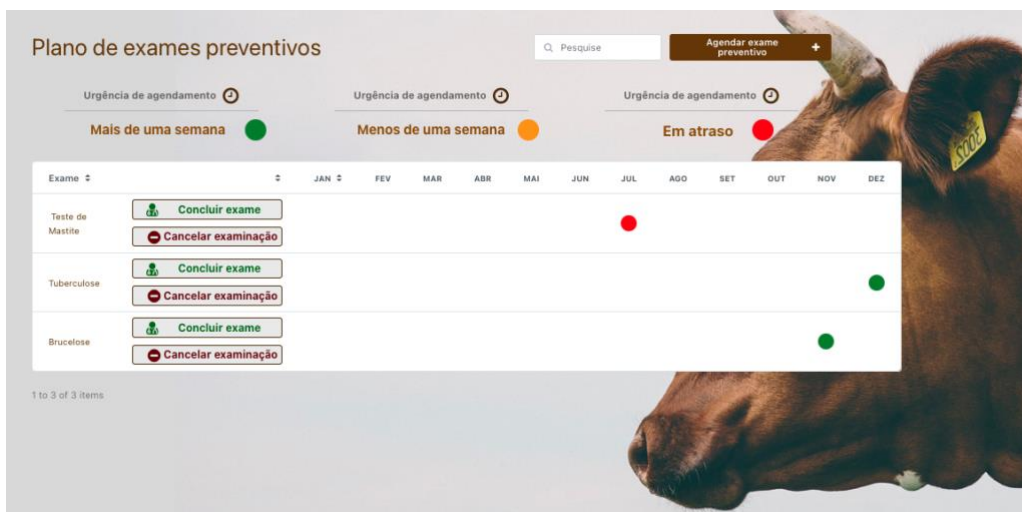 Plano de exames preventivos
Pesquise
Agendar exame
preventivo
+
Urgência de agendamento
Urgência de agendamento
Urgência de agendamento
Mais de uma semana
Menos de uma semana
Em atraso
Exame JAN FEV MAR ABR MAI JUN JUL AGO SET OUT NOV DEZ
Teste de
Mastite
Concluir exame
Cancelar examinação
Tuberculose
Concluir exame
Cancelar examinação
Brucelose
Concluir exame
Cancelar examinação
1 to 3 of 3 items